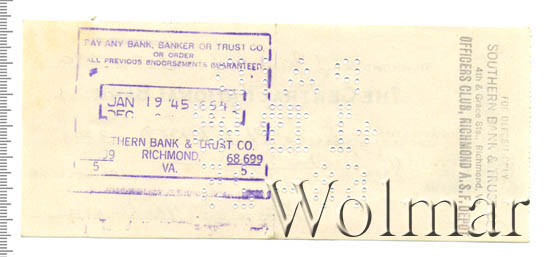 PAY ANY BANK, BANKER OR TRUST CO.
OR ORDER
ALL PREVIOUS ENDORSEMENTS GUARANTEED
JAN 19 '45
DEC
THERN BANK & TRUST CO.
RICHMOND, 68 699
5 VA. 5
FOR DEPOSIT ONLY
SOUTHERN BANK & TRUST
4th & Grace Sts., Richmond,
OFFICERS CLUB, RICHMOND A.S.F. DEPO
Wolmar